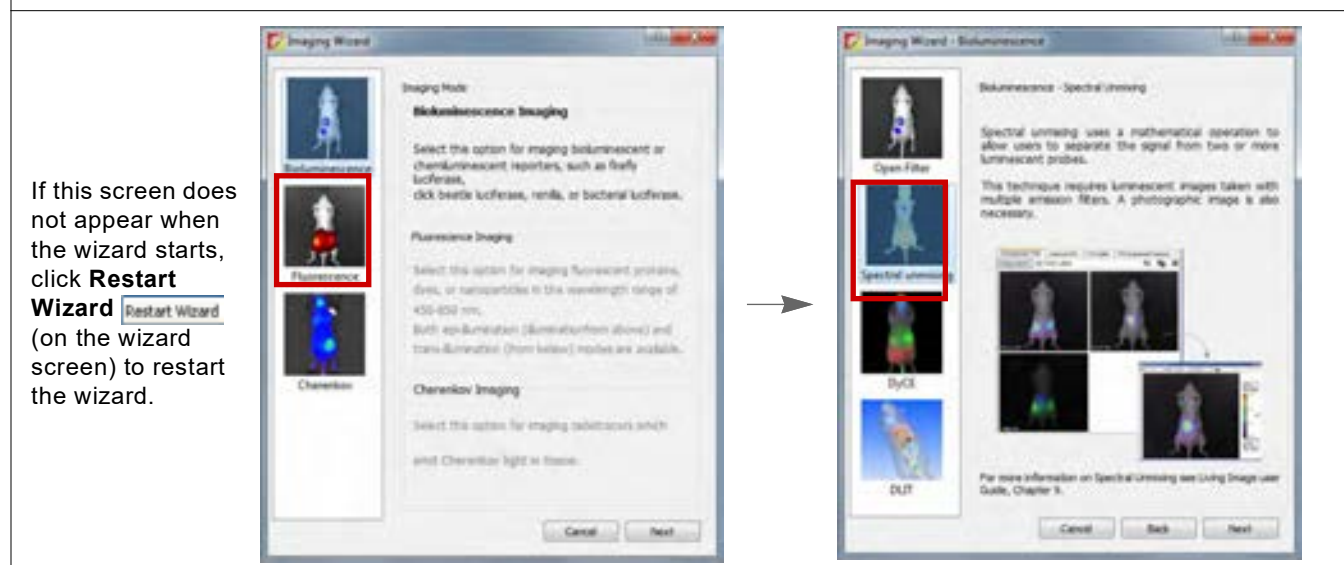 If this screen does
not appear when
the wizard starts,
click Restart
Wizard Restart Wizard
(on the wizard
screen) to restart
the wizard.
Imaging Wizard
Bioluminescence
Fluorescence
Cherenkov
Imaging Mode
Bioluminescence Imaging
Select this option for imaging bioluminescent or
chemiluminescent reporters, such as firefly
luciferase,
click beetle luciferase, renilla, or bacterial luciferase.
Fluorescence Imaging
Select this option for imaging fluorescent proteins,
dyes, or nanoparticles in the wavelength range of
Both epi-illumination (illumination from above) and
trans-illumination (from below) modes are available.
Cherenkov Imaging
Select this option for imaging radiotracers which
emit Cherenkov light in tissue.
Cancel
Next
Imaging Wizard - Bioluminescence
Open Filter
Spectral unmixing
DyCE
DLIT
Bioluminescence - Spectral Unmixing
Spectral unmixing uses a mathematical operation to
allow users to separate the signal from two or more
luminescent probes.
This technique requires luminescent images taken with
multiple emission filters. A photographic image is also
necessary.
For more information on Spectral Unmixing see Living Image user
Guide, Chapter 9.
Cancel
Back
Next